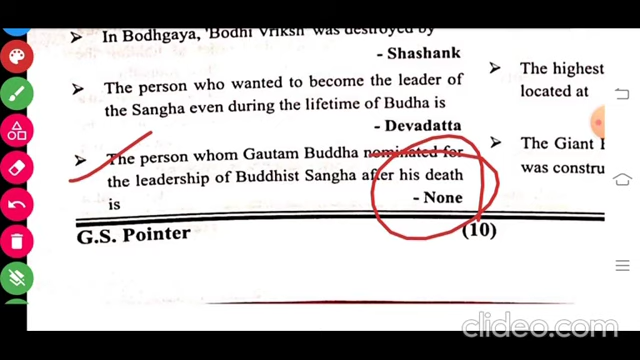 ➤ In Bodhgaya, 'Bodhi Vriksh' was destroyed by
- Shashank
➤ The person who wanted to become the leader of
the Sangha even during the lifetime of Budha is
- Devadatta
➤ The person whom Gautam Buddha nominated for
the leadership of Buddhist Sangha after his death
is
- None
➤ The highest
located at
➤ The Giant
was constru
G.S. Pointer
(10)
clideo.com